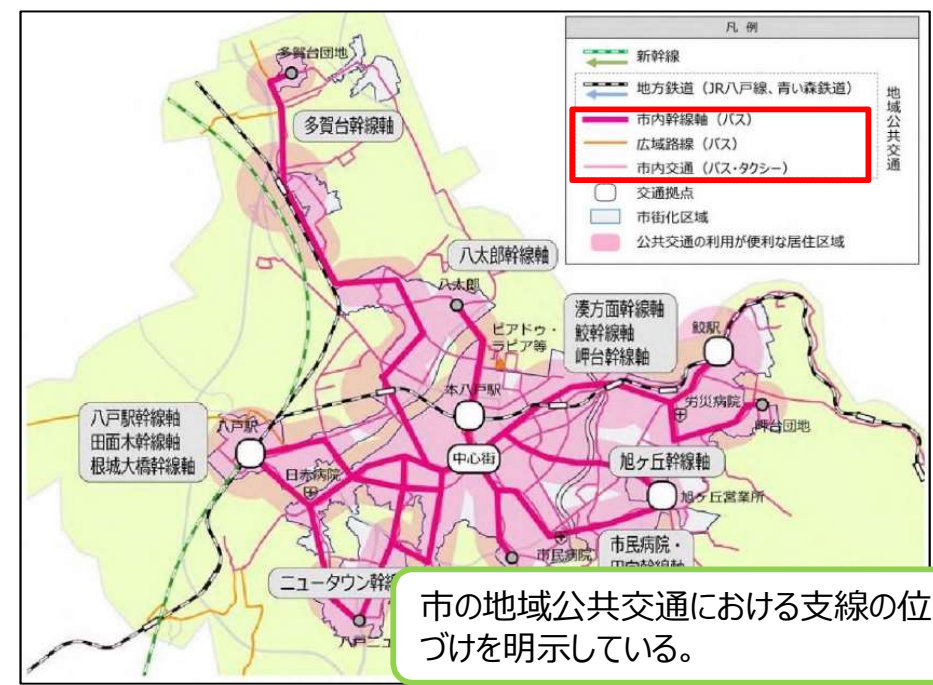 凡 例
新幹線
地方鉄道（JR八戸線、青い森鉄道）
市内幹線軸（バス）
広域路線（バス）
市内交通（バス・タクシー）
地域公共交通
交通拠点
市街化区域
公共交通の利用が便利な居住区域
多賀台団地
多賀台幹線軸
八太郎幹線軸
八太郎
ピアドゥ・
ラピア等
湊方面幹線軸
鮫幹線軸
岬台幹線軸
鮫駅
本八戸駅
労災病院
岬台団地
八戸駅幹線軸
田面木幹線軸
根城大橋幹線軸
八戸駅
中心街
日赤病院
旭ヶ丘幹線軸
旭ヶ丘営業所
市民病院
市民病院・
ニュータウン幹
八戸ニュ
市の地域公共交通における支線の位
づけを明示している。